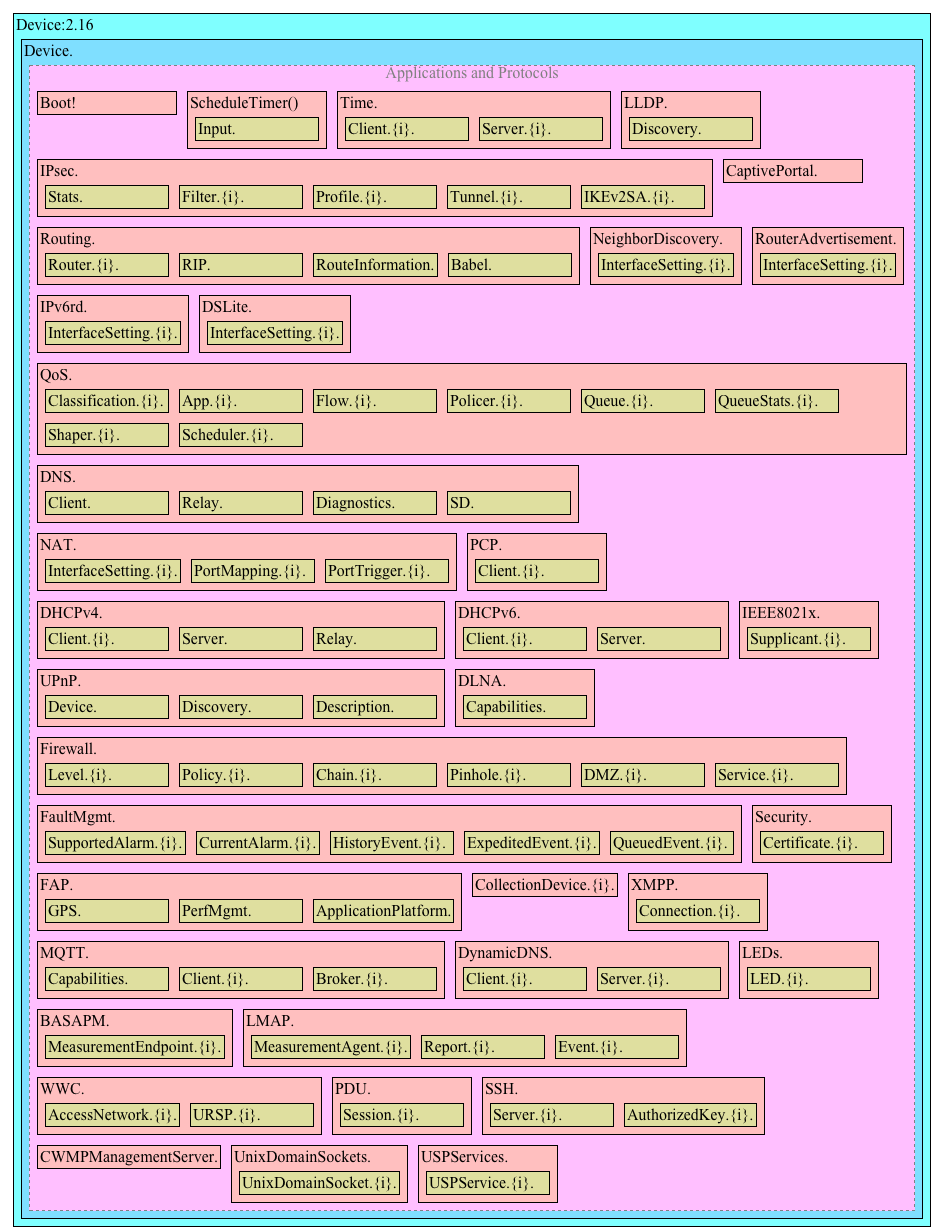 Device:2.16
Device.
Applications and Protocols
Boot! ScheduleTimer() Time. LLDP.
Input. Client.{i}. Server.{i}. Discovery.
IPsec. CaptivePortal.
Stats. Filter.{i}. Profile.{i}. Tunnel.{i}. IKEv2SA.{i}.
Routing. NeighborDiscovery. RouterAdvertisement.
Router.{i}. RIP. RouteInformation. Babel. InterfaceSetting.{i}. InterfaceSetting.{i}.
IPv6rd. DSLite.
InterfaceSetting.{i}. InterfaceSetting.{i}.
QoS.
Classification.{i}. App.{i}. Flow.{i}. Policer.{i}. Queue.{i}. QueueStats.{i}.
Shaper.{i}. Scheduler.{i}.
DNS.
Client. Relay. Diagnostics. SD.
NAT. PCP.
InterfaceSetting.{i}. PortMapping.{i}. PortTrigger.{i}. Client.{i}.
DHCPv4. DHCPv6. IEEE8021x.
Client.{i}. Server. Relay. Client.{i}. Server. Supplicant.{i}.
UPnP. DLNA.
Device. Discovery. Description. Capabilities.
Firewall.
Level.{i}. Policy.{i}. Chain.{i}. Pinhole.{i}. DMZ.{i}. Service.{i}.
FaultMgmt. Security.
SupportedAlarm.{i}. CurrentAlarm.{i}. HistoryEvent.{i}. ExpeditedEvent.{i}. QueuedEvent.{i}. Certificate.{i}.
FAP. CollectionDevice.{i}. XMPP.
GPS. PerfMgmt. ApplicationPlatform. Connection.{i}.
MQTT. DynamicDNS. LEDs.
Capabilities. Client.{i}. Broker.{i}. Client.{i}. Server.{i}. LED.{i}.
BASAPM. LMAP.
MeasurementEndpoint.{i}. MeasurementAgent.{i}. Report.{i}. Event.{i}.
WWC. PDU. SSH.
AccessNetwork.{i}. URSP.{i}. Session.{i}. Server.{i}. AuthorizedKey.{i}.
CWMPManagementServer. UnixDomainSockets. USPServices.
UnixDomainSocket.{i}. USPService.{i}.